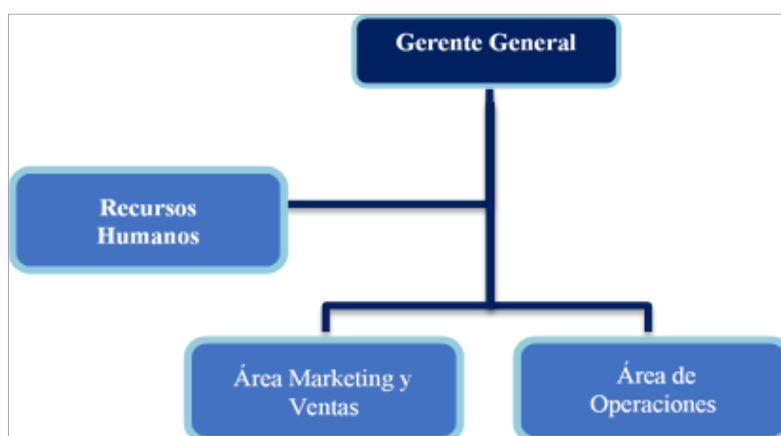 Gerente General
Recursos
Humanos
Área Marketing y
Ventas
Área de
Operaciones